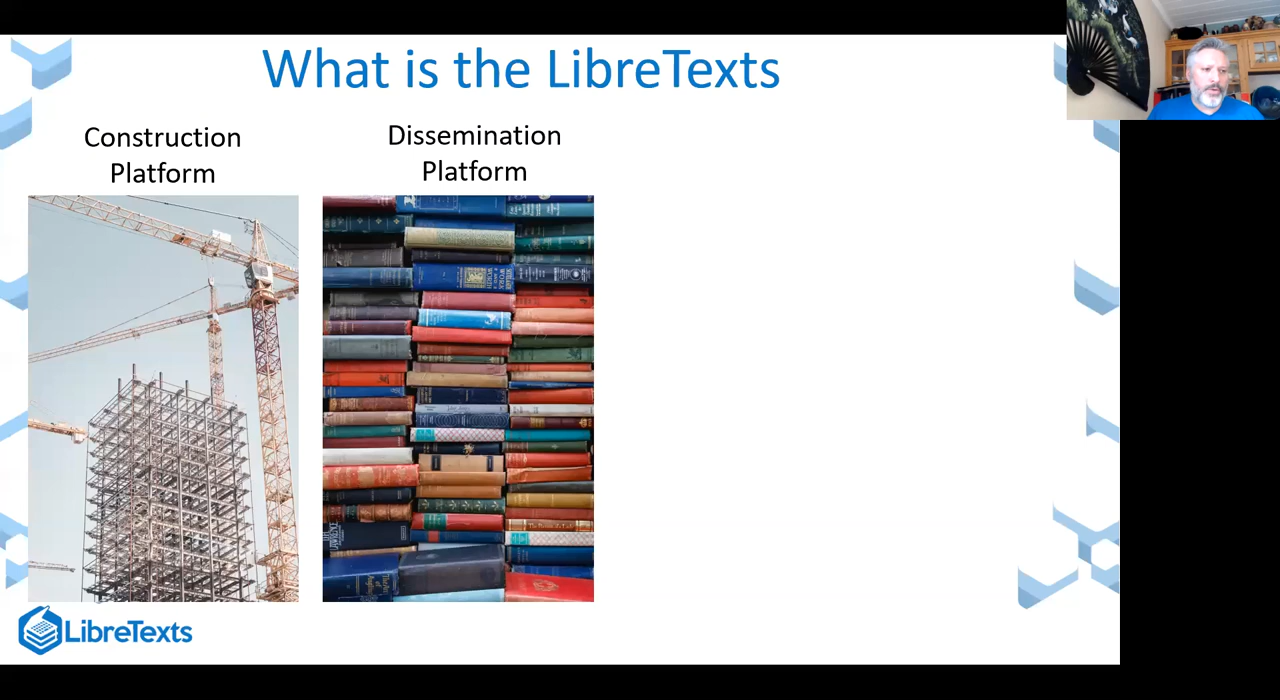 What is the LibreTexts
Construction
Platform
Dissemination
Platform
LibreTexts